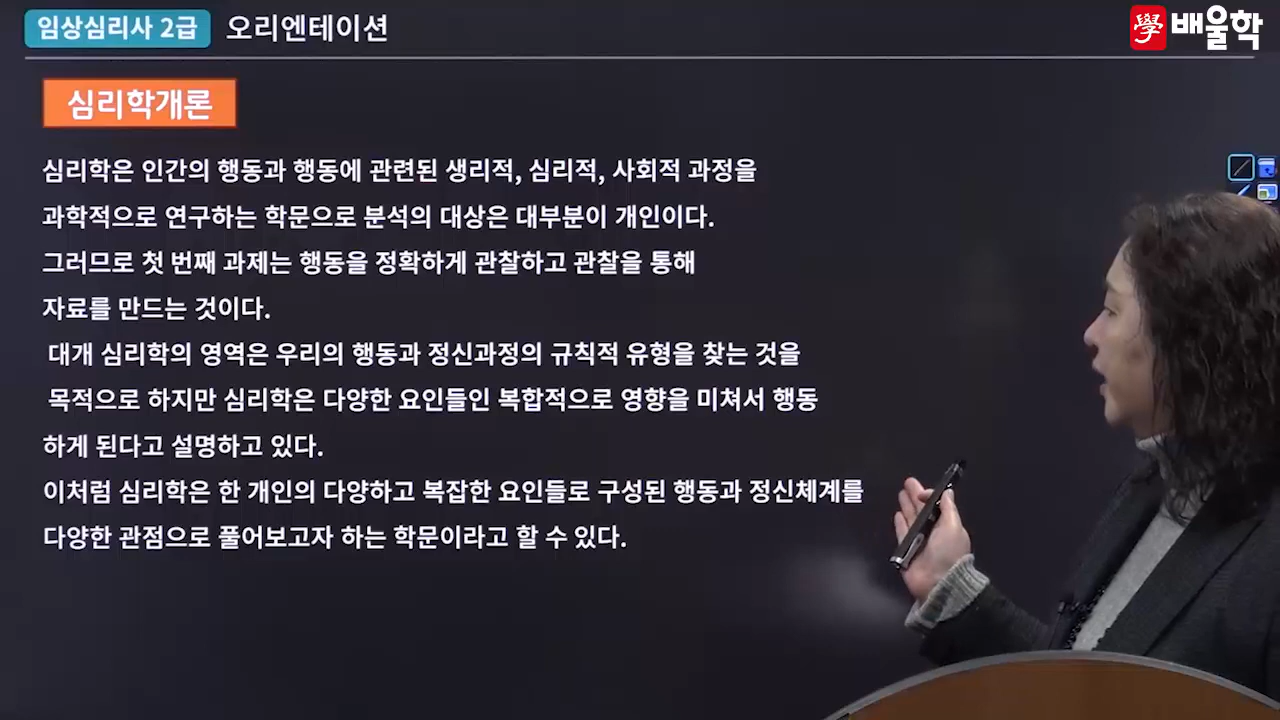 임상심리사 2급 오리엔테이션
學 배울학
심리학개론
심리학은 인간의 행동과 행동에 관련된 생리적, 심리적, 사회적 과정을
과학적으로 연구하는 학문으로 분석의 대상은 대부분이 개인이다.
그러므로 첫 번째 과제는 행동을 정확하게 관찰하고 관찰을 통해
자료를 만드는 것이다.
대개 심리학의 영역은 우리의 행동과 정신과정의 규칙적 유형을 찾는 것을
목적으로 하지만 심리학은 다양한 요인들인 복합적으로 영향을 미쳐서 행동
하게 된다고 설명하고 있다.
이처럼 심리학은 한 개인의 다양하고 복잡한 요인들로 구성된 행동과 정신체계를
다양한 관점으로 풀어보고자 하는 학문이라고 할 수 있다.